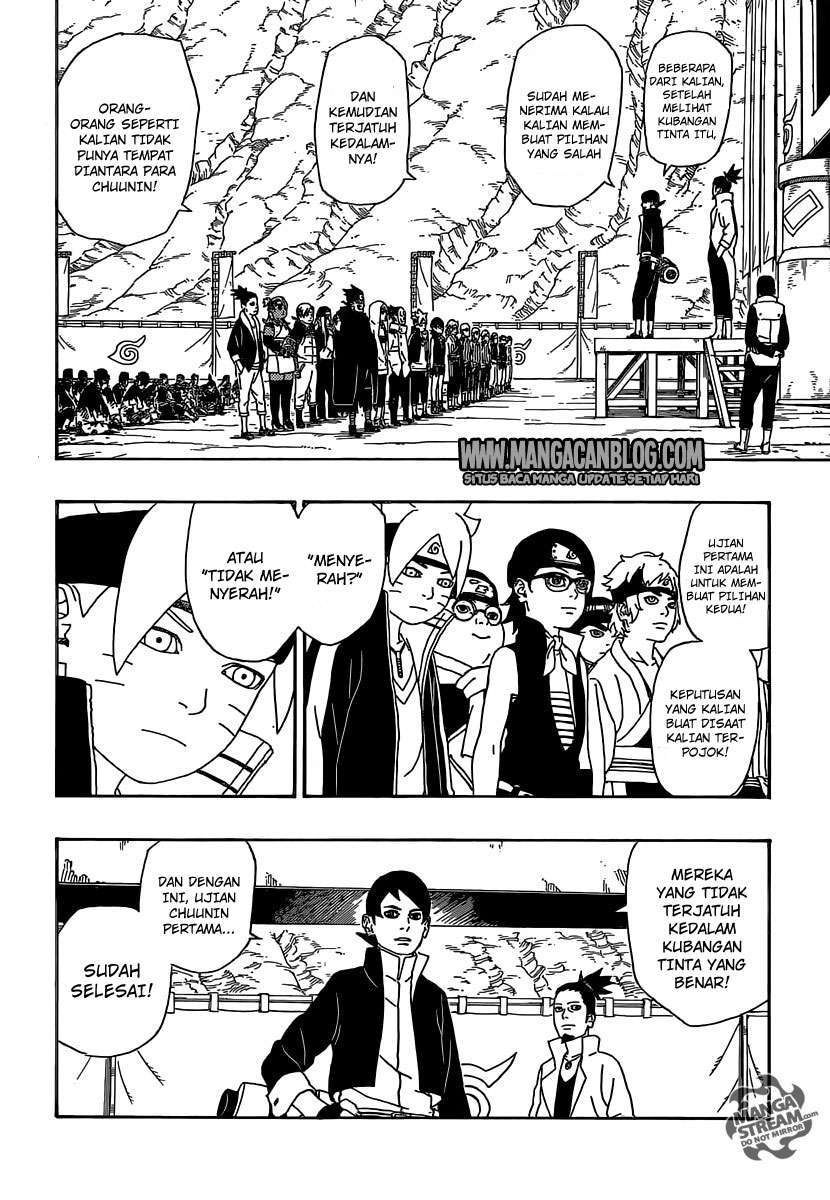 BEBERAPA
DARI KALIAN,
SETELAH
MELIHAT
KUBANGAN
TINTA ITU,
SUDAH ME-
NERIMA KALAU
KALIAN MEM-
BUAT PILIHAN
YANG SALAH
DAN
KEMUDIAN
TERJATUH
KEDALAM-
NYA!
ORANG-
ORANG SEPERTI
KALIAN TIDAK
PUNYA TEMPAT
DIANTARA PARA
CHUUNIN!
WWW.MANGACANBLOG.COM
SITUS BACA MANGA UPDATE SETIAP HARI
UJIAN
PERTAMA
INI ADALAH
UNTUK MEM-
BUAT PILIHAN
KEDUA!
KEPUTUSAN
YANG KALIAN
BUAT DISAAT
KALIAN TER-
POJOK!
"MENYE-
RAH?"
ATAU
"TIDAK ME-
NYERAH!"
MEREKA
YANG TIDAK
TERJATUH
KEDALAM
KUBANGAN
TINTA YANG
BENAR!
DAN DENGAN
INI, UJIAN
CHUUNIN
PERTAMA...
SUDAH
SELESAI!
MANGA
STREAM.com
DO NOT MIRROR